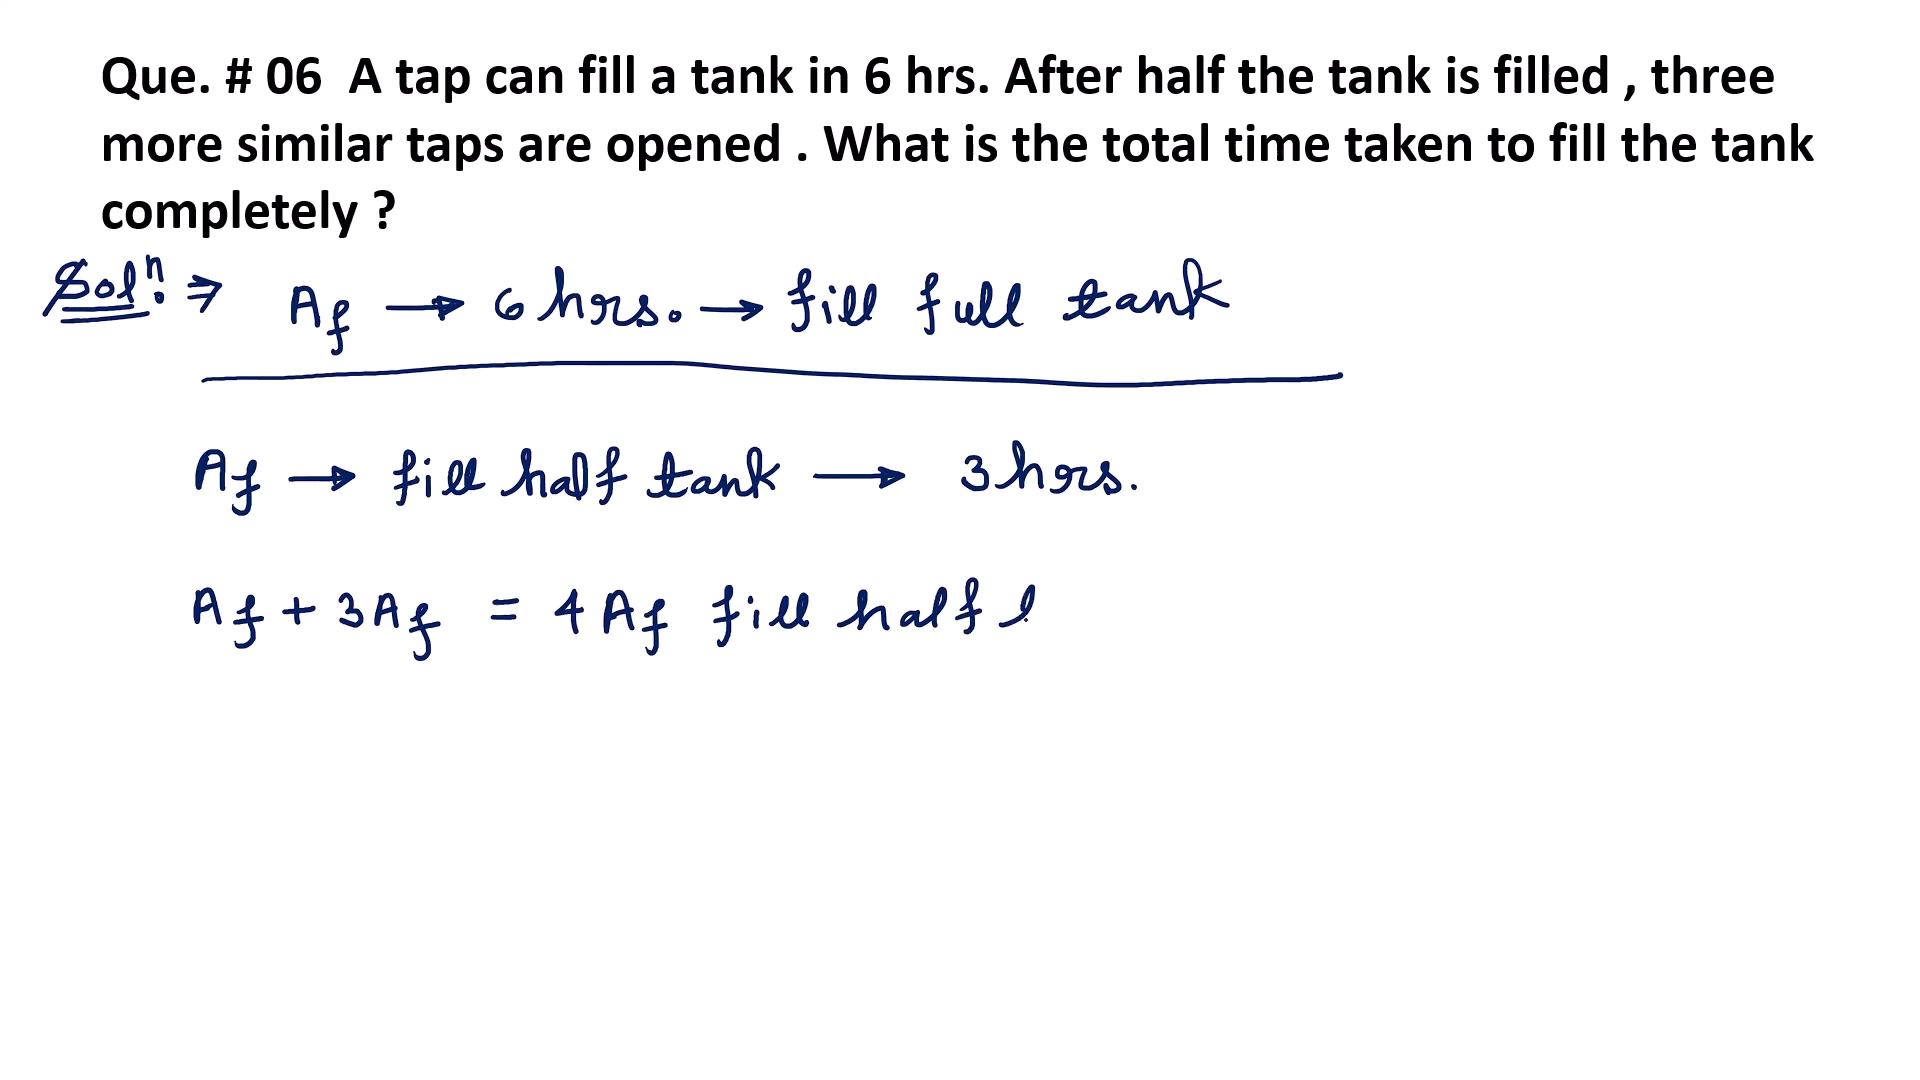 Que. # 06 A tap can fill a tank in 6 hrs. After half the tank is filled , three
more similar taps are opened . What is the total time taken to fill the tank
completely ?
Solⁿ. ⇒ Af → 6 hrs. → fill full tank
Af → fill half tank → 3 hrs.
Af + 3Af = 4 Af fill half